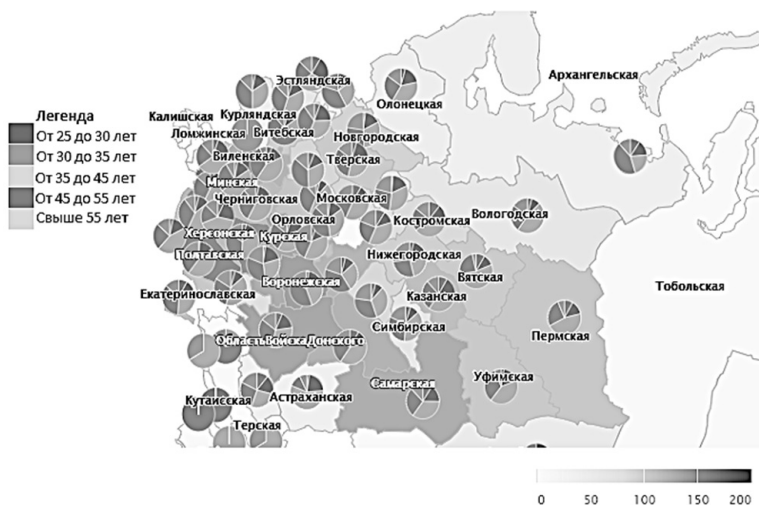 Легенда
От 25 до 30 лет
От 30 до 35 лет
От 35 до 45 лет
От 45 до 55 лет
Свыше 55 лет
Архангельская
Эстляндская
Олонецкая
Калишская
Курляндская
Ломжинская
Витебская
Новгородская
Виленская
Тверская
Минская
Черниговская
Московская
Вологодская
Орловская
Костромская
Херсонская
Курская
Полтавская
Нижегородская
Вятская
Воронежская
Тобольская
Екатеринославская
Казанская
Симбирская
Пермская
Область Войска Донского
Уфимская
Самарская
Кутаисская
Астраханская
Терская
0 50 100 150 200